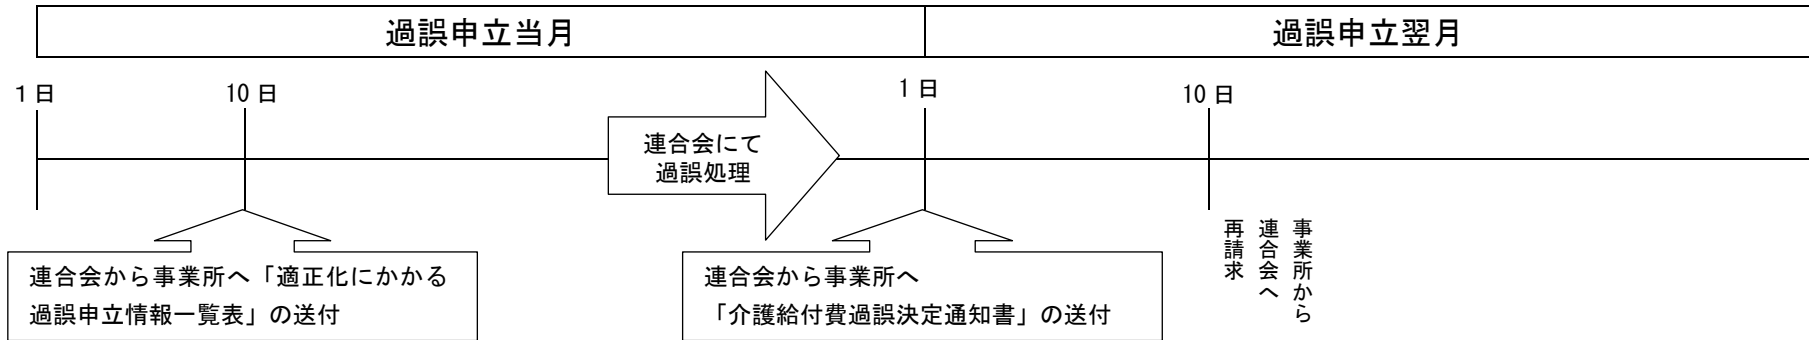 過誤申立当月
過誤申立翌月
1日
10日
1日
10日
連合会にて
過誤処理
連合会から事業所へ「適正化にかかる
過誤申立情報一覧表」の送付
連合会から事業所へ
「介護給付費過誤決定通知書」の送付
事業所から
連合会へ
再請求